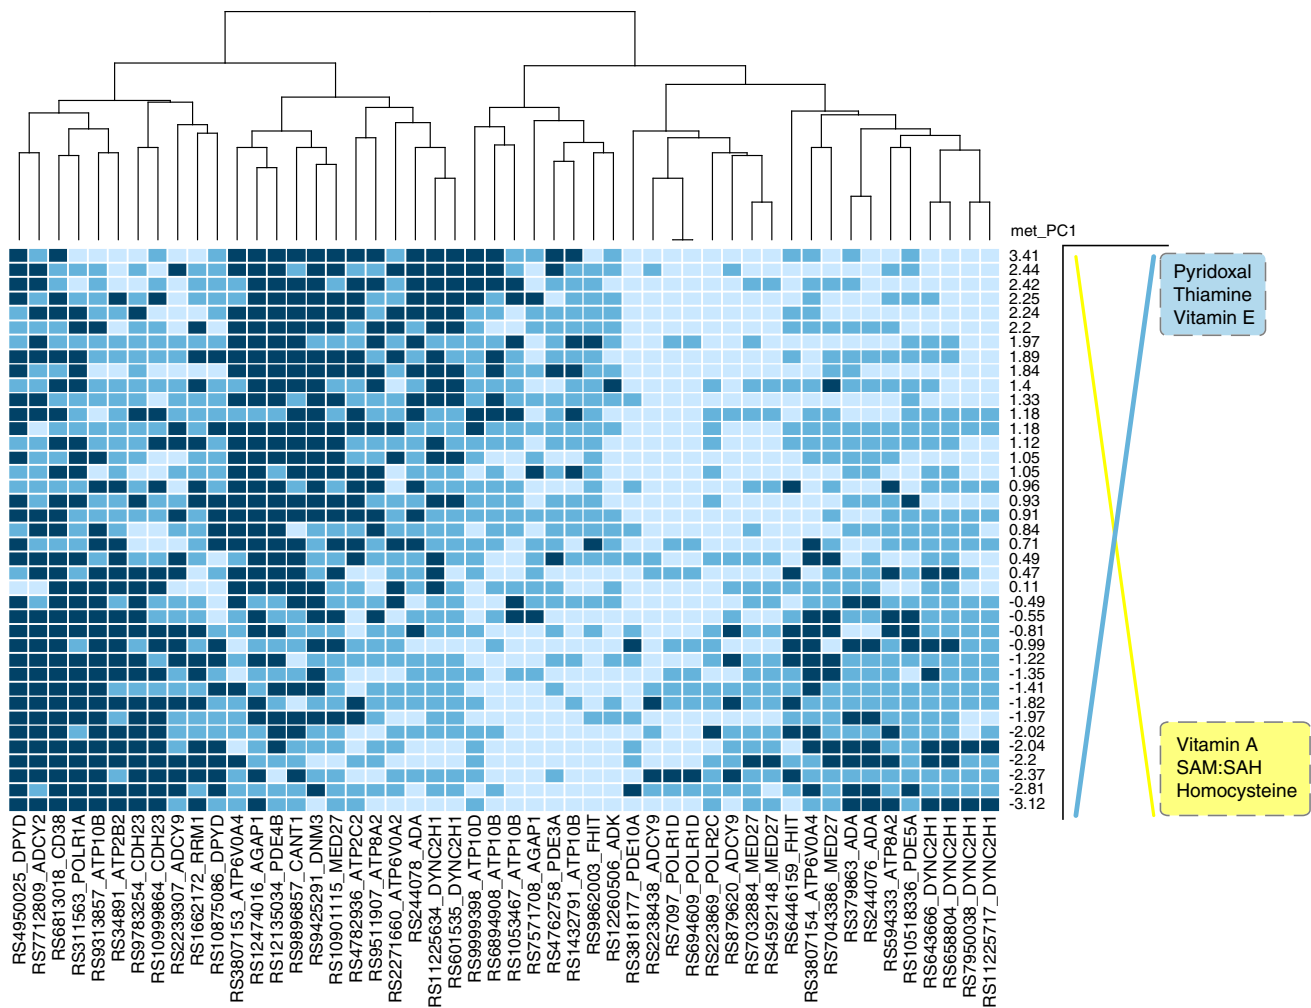 met_PC1
3.41
2.44
2.42
2.25
2.24
2.2
1.97
1.89
1.84
1.4
1.33
1.18
1.18
1.12
1.05
1.05
0.96
0.93
0.91
0.84
0.71
0.49
0.47
0.11
-0.49
-0.55
-0.81
-0.99
-1.22
-1.35
-1.41
-1.82
-1.97
-2.02
-2.04
-2.2
-2.37
-2.81
-3.12
Pyridoxal
Thiamine
Vitamin E
Vitamin A
SAM:SAH
Homocysteine
RS4950025_DPYD
RS7712809_ADCY2
RS6813018_CD38
RS311563_POLR1A
RS9313857_ATP10B
RS34891_ATP2B2
RS9783254_CDH23
RS10999864_CDH23
RS2239307_ADCY9
RS1662172_RRM1
RS10875086_DPYD
RS3807153_ATP6V0A4
RS12474016_AGAP1
RS12135034_PDE4B
RS9896857_CANT1
RS9425291_DNM3
RS10901115_MED27
RS4782936_ATP2C2
RS9511907_ATP8A2
RS2271660_ATP6V0A2
RS244078_ADA
RS11225634_DYNC2H1
RS601535_DYNC2H1
RS9999398_ATP10D
RS6894908_ATP10B
RS1053467_ATP10B
RS7571708_AGAP1
RS4762758_PDE3A
RS1432791_ATP10B
RS9862003_FHIT
RS12260506_ADK
RS3818177_PDE10A
RS2238438_ADCY9
RS7097_POLR1D
RS694609_POLR1D
RS223869_POLR2C
RS879620_ADCY9
RS7032884_MED27
RS4592148_MED27
RS6446159_FHIT
RS3807154_ATP6V0A4
RS7043386_MED27
RS379863_ADA
RS244076_ADA
RS594333_ATP8A2
RS10518336_PDE5A
RS643666_DYNC2H1
RS658804_DYNC2H1
RS7950038_DYNC2H1
RS11225717_DYNC2H1